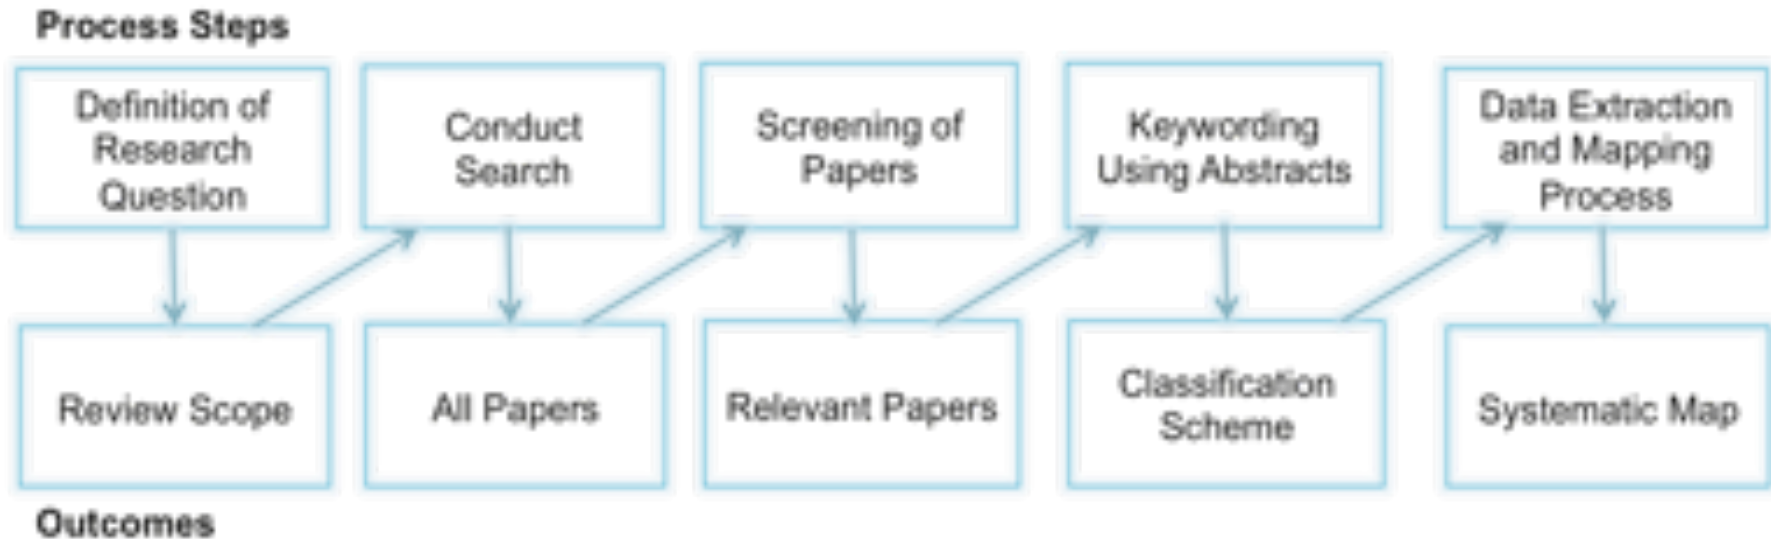 Process Steps
Definition of
Research
Question
Conduct
Search
Screening of
Papers
Keywording
Using Abstracts
Data Extraction
and Mapping
Process
Review Scope
All Papers
Relevant Papers
Classification
Scheme
Systematic Map
Outcomes